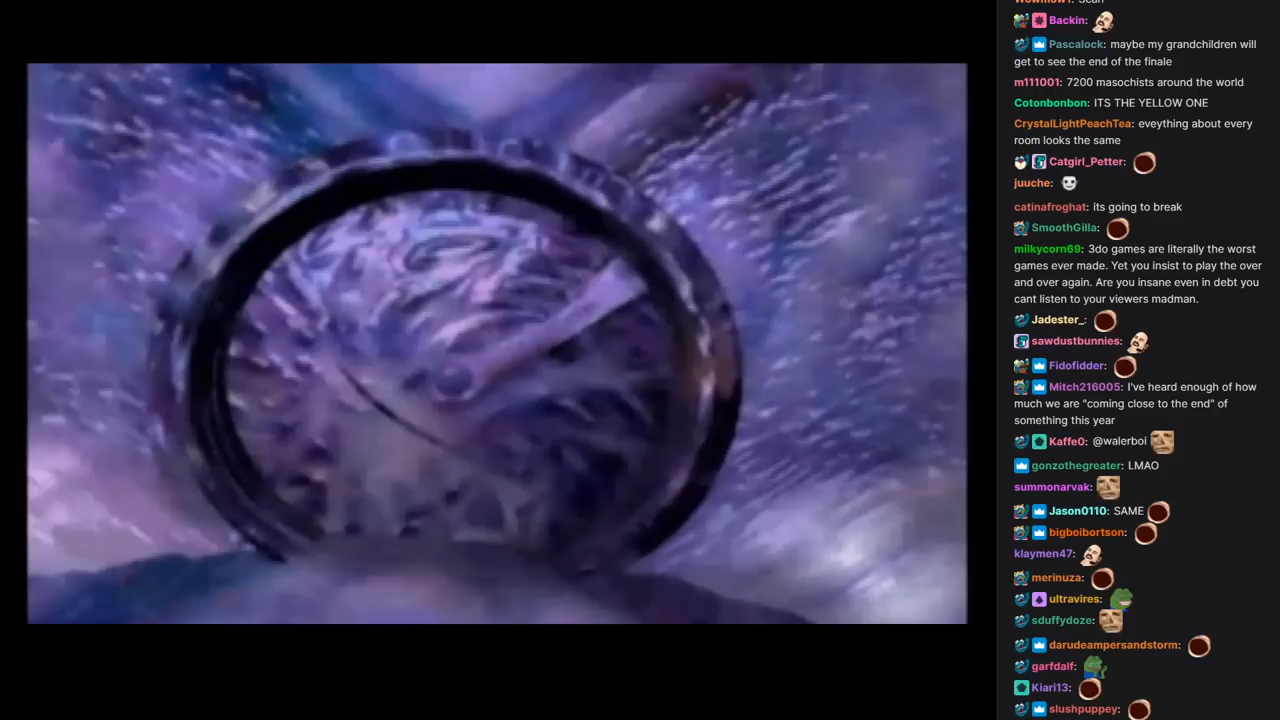 Wowmow1: Scan
Backin:
Pascalock: maybe my grandchildren will
get to see the end of the finale
m111001: 7200 masochists around the world
Cotonbonbon: ITS THE YELLOW ONE
CrystalLightPeachTea: eveything about every
room looks the same
Catgirl_Petter:
juuche:
catinafroghat: its going to break
SmoothGilla:
milkycorn69: 3do games are literally the worst
games ever made. Yet you insist to play the over
and over again. Are you insane even in debt you
cant listen to your viewers madman.
Jadester_:
sawdustbunnies:
Fidofidder:
Mitch216005: I've heard enough of how
much we are "coming close to the end" of
something this year
Kaffe0: @walerboi
gonzothegreater: LMAO
summonarvak:
Jason0110: SAME
bigboibortson:
klaymen47:
merinuza:
ultravires:
sduffydoze:
darudeampersandstorm:
garfdalf:
Kiari13:
slushpuppey: